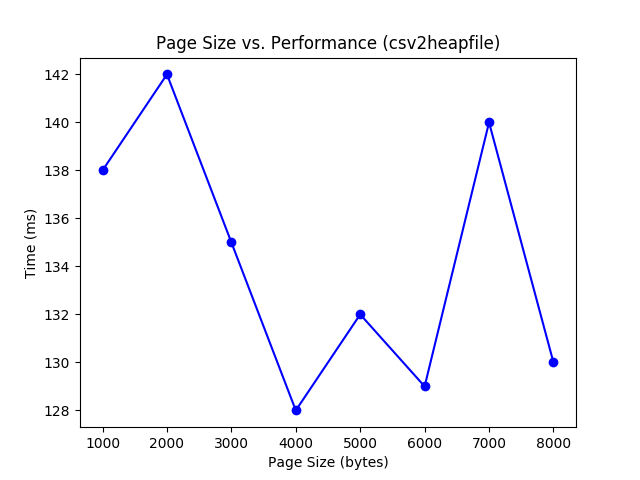 Page Size vs. Performance (csv2heapfile)
142
140
138
136
134
132
130
128
Time (ms)
1000 2000 3000 4000 5000 6000 7000 8000
Page Size (bytes)